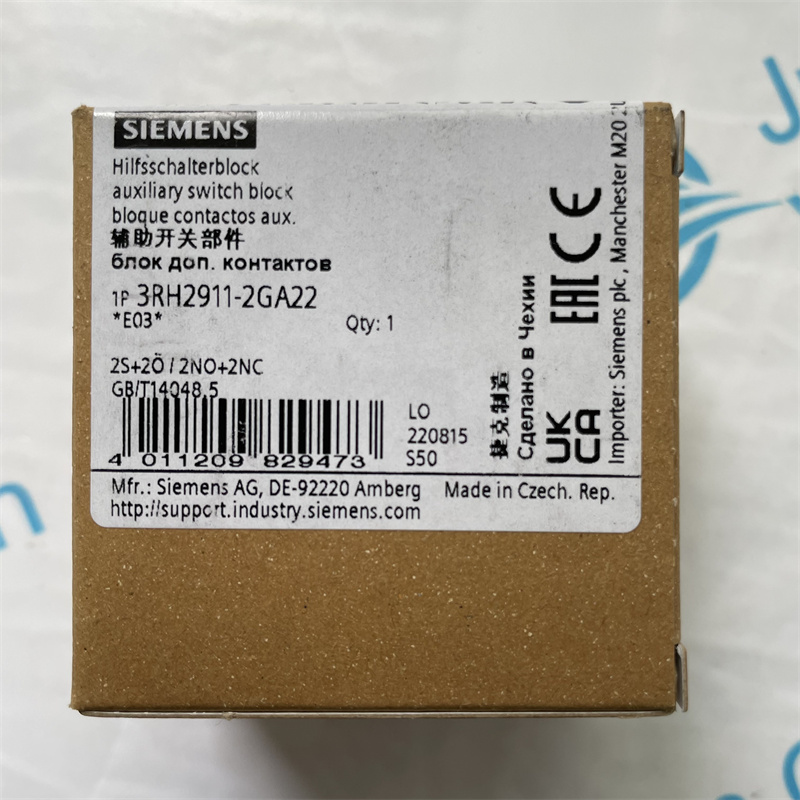 SIEMENS
Hilfsschalterblock
auxiliary switch block
bloque contactos aux.
辅助开关部件
блок доп. контактов
1P 3RH2911-2GA22
*E03*
Qty: 1
2S+2Ö / 2NO+2NC
GB/T14048.5
4 011209 829473
LO
220815
S50
捷克制造
Сделано в Чехии
EAC CE
UK
CA
Importer: Siemens plc, Manchester M20
Mfr.: Siemens AG, DE-92220 Amberg Made in Czech. Rep.
http://support.industry.siemens.com